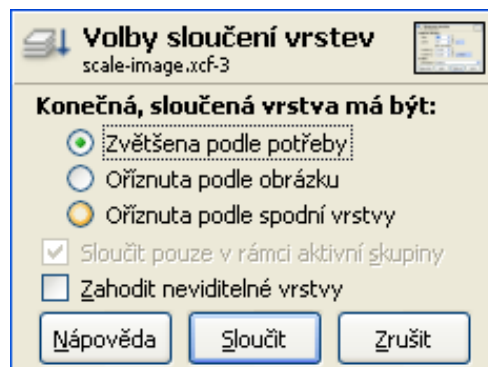 Volby sloučení vrstev
scale-image.xcf-3
Konečná, sloučená vrstva má být:
Zvětšena podle potřeby
Oříznuta podle obrázku
Oříznuta podle spodní vrstvy
Sloučit pouze v rámci aktivní skupiny
Zahodit neviditelné vrstvy
Nápověda
Sloučit
Zrušit